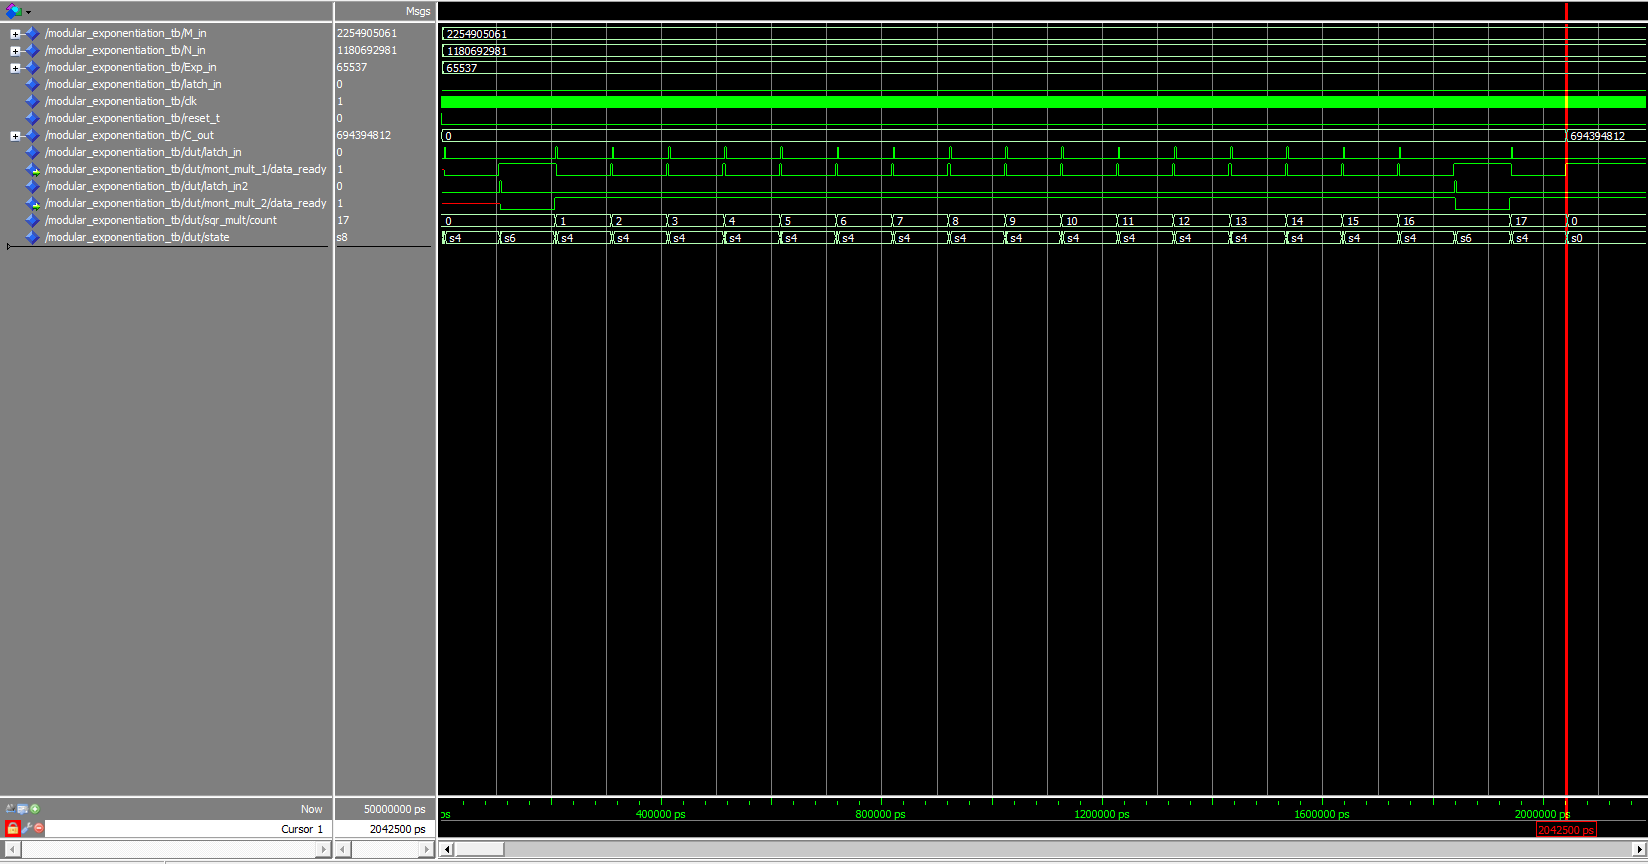 Msgs
/modular_exponentiation_tb/M_in 2254905061 2254905061
/modular_exponentiation_tb/N_in 1180692981 1180692981
/modular_exponentiation_tb/Exp_in 65537 65537
/modular_exponentiation_tb/latch_in 0
/modular_exponentiation_tb/clk 1
/modular_exponentiation_tb/reset_t 0
/modular_exponentiation_tb/C_out 694394812 0 694394812
/modular_exponentiation_tb/dut/latch_in 0
/modular_exponentiation_tb/dut/mont_mult_1/data_ready 1
/modular_exponentiation_tb/dut/latch_in2 0
/modular_exponentiation_tb/dut/mont_mult_2/data_ready 1
/modular_exponentiation_tb/dut/sqr_mult/count 17 0 1 2 3 4 5 6 7 8 9 10 11 12 13 14 15 16 17 0
/modular_exponentiation_tb/dut/state s8 s4 s6 s4 s4 s4 s4 s4 s4 s4 s4 s4 s4 s4 s4 s4 s4 s4 s4 s6 s4 s0
Now 50000000 ps ps 400000 ps 800000 ps 1200000 ps 1600000 ps 2000000 ps
Cursor 1 2042500 ps 2042500 ps